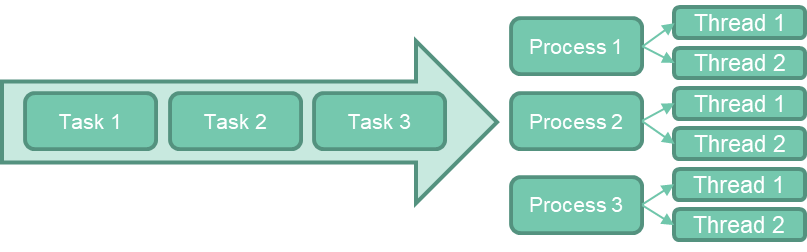 Task 1
Task 2
Task 3
Process 1
Thread 1
Thread 2
Process 2
Thread 1
Thread 2
Process 3
Thread 1
Thread 2